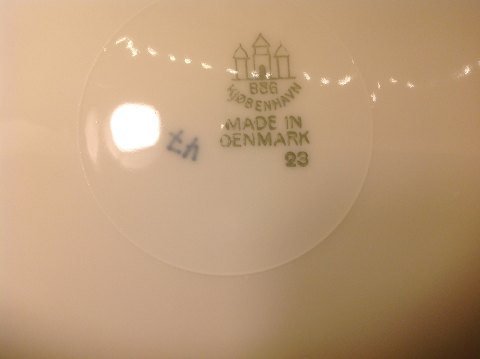 B&G
KJØBENHAVN
MADE IN
DENMARK
23